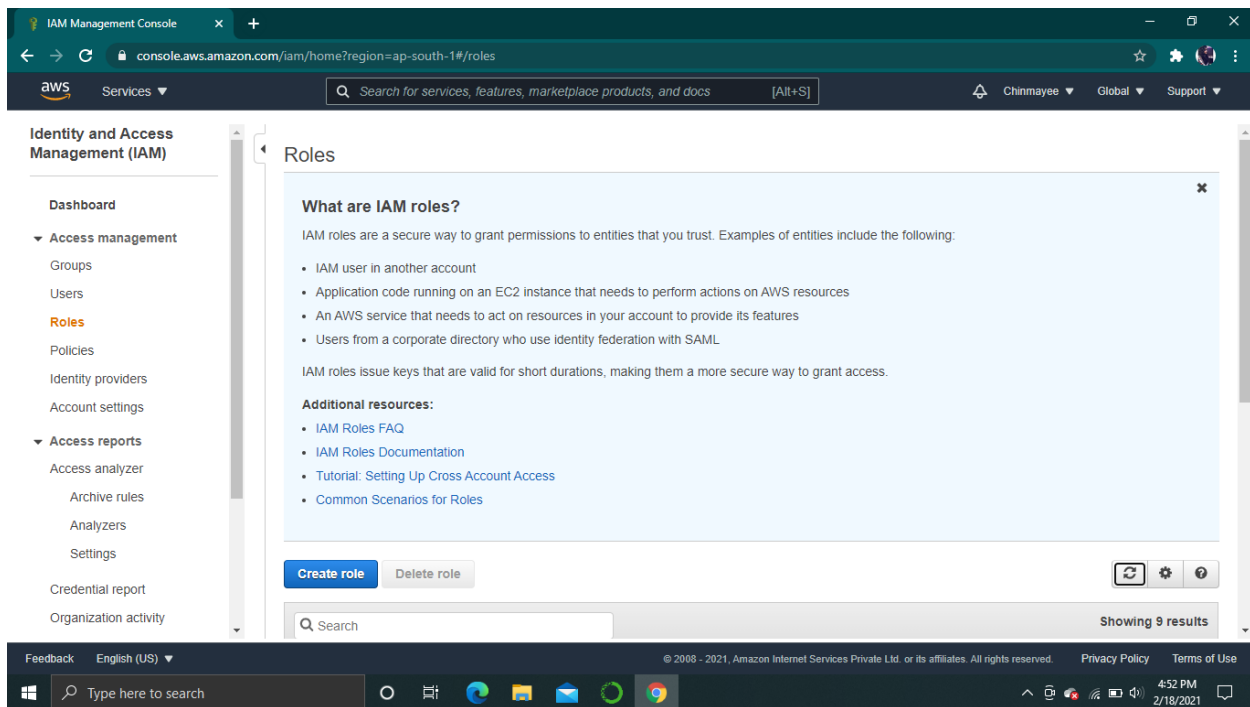 IAM Management Console
console.aws.amazon.com/iam/home?region=ap-south-1#/roles
aws Services ▼ Search for services, features, marketplace products, and docs [Alt+S] Chinmayee ▼ Global ▼ Support ▼
Identity and Access
Management (IAM)
Dashboard
Access management
Groups
Users
Roles
Policies
Identity providers
Account settings
Access reports
Access analyzer
Archive rules
Analyzers
Settings
Credential report
Organization activity
Roles
What are IAM roles?
IAM roles are a secure way to grant permissions to entities that you trust. Examples of entities include the following:
• IAM user in another account
• Application code running on an EC2 instance that needs to perform actions on AWS resources
• An AWS service that needs to act on resources in your account to provide its features
• Users from a corporate directory who use identity federation with SAML
IAM roles issue keys that are valid for short durations, making them a more secure way to grant access.
Additional resources:
• IAM Roles FAQ
• IAM Roles Documentation
• Tutorial: Setting Up Cross Account Access
• Common Scenarios for Roles
Create role Delete role
Search Showing 9 results
Feedback English (US) ▼ © 2008 - 2021, Amazon Internet Services Private Ltd. or its affiliates. All rights reserved. Privacy Policy Terms of Use
Type here to search 4:52 PM
2/18/2021